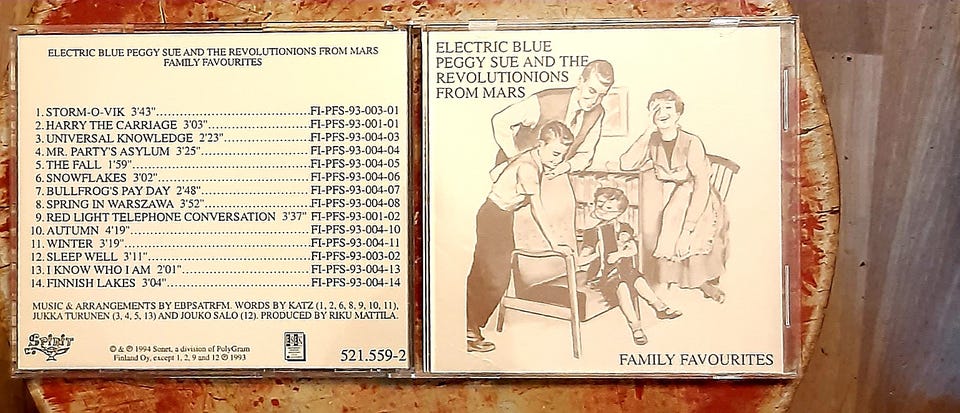 ELECTRIC BLUE PEGGY SUE AND THE REVOLUTIONIONS FROM MARS
FAMILY FAVOURITES
1. STORM-O-VIK 3'43"..........FI-PFS-93-003-01
2. HARRY THE CARRIAGE 3'03"..........FI-PFS-93-001-01
3. UNIVERSAL KNOWLEDGE 2'23"..........FI-PFS-93-004-03
4. MR. PARTY'S ASYLUM 3'25"..........FI-PFS-93-004-04
5. THE FALL 1'59"..........FI-PFS-93-004-05
6. SNOWFLAKES 3'02"..........FI-PFS-93-004-06
7. BULLFROG'S PAY DAY 2'48"..........FI-PFS-93-004-07
8. SPRING IN WARSZAWA 3'52"..........FI-PFS-93-004-08
9. RED LIGHT TELEPHONE CONVERSATION 3'37" FI-PFS-93-001-02
10. AUTUMN 4'19"..........FI-PFS-93-004-10
11. WINTER 3'19"..........FI-PFS-93-004-11
12. SLEEP WELL 3'11"..........FI-PFS-93-003-02
13. I KNOW WHO I AM 2'01"..........FI-PFS-93-004-13
14. FINNISH LAKES 3'04"..........FI-PFS-93-004-14
MUSIC & ARRANGEMENTS BY EBPSATRFM. WORDS BY KATZ (1, 2, 6, 8, 9, 10, 11),
JUKKA TURUNEN (3, 4, 5, 13) AND JOUKO SALO (12). PRODUCED BY RIKU MATTILA.
Spirit
© & ℗ 1994 Sonet, a division of PolyGram
Finland Oy, except 1, 2, 9 and 12 ℗ 1993
521.559-2
ELECTRIC BLUE
PEGGY SUE AND THE
REVOLUTIONIONS
FROM MARS
FAMILY FAVOURITES